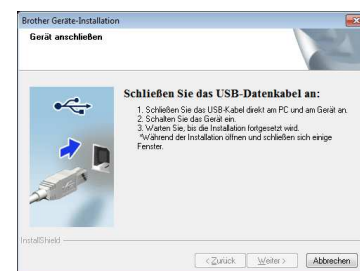 Brother Geräte-Installation
Gerät anschließen
Schließen Sie das USB-Datenkabel an:
1. Schließen Sie das USB-Kabel direkt am PC und am Gerät an.
2. Schalten Sie das Gerät ein.
3. Warten Sie, bis die Installation fortgesetzt wird.
*Während der Installation öffnen und schließen sich einige
Fenster.
InstallShield
< Zurück
Weiter >
Abbrechen